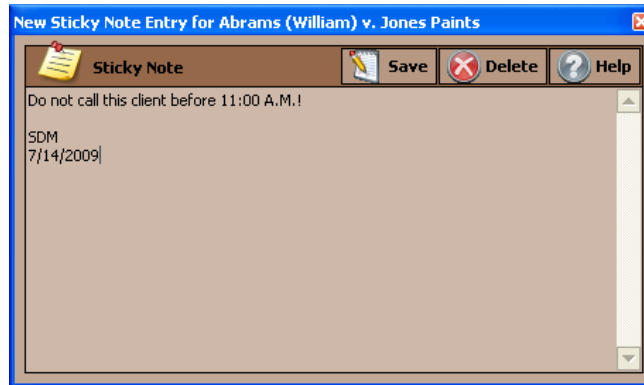 New Sticky Note Entry for Abrams (William) v. Jones Paints
Sticky Note Save Delete Help
Do not call this client before 11:00 A.M.!
SDM
7/14/2009